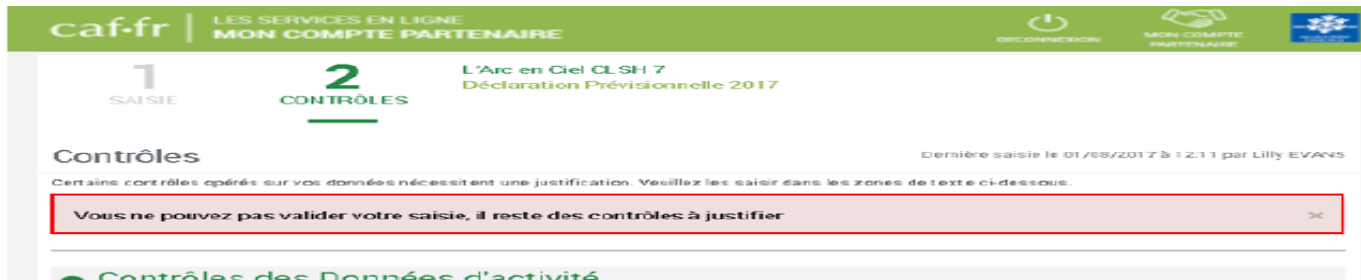 caf·fr
LES SERVICES EN LIGNE
MON COMPTE PARTENAIRE
DECONNEXION
MON COMPTE
PARTENAIRE
1
SAISIE
2
CONTRÔLES
L'Arc en Ciel CLSH 7
Déclaration Prévisionnelle 2017
Contrôles
Dernière saisie le 01/08/2017 à 12:11 par Lilly EVANS
Certains contrôles opérés sur vos données nécessitent une justification. Veuillez les saisir dans les zones de texte ci-dessous.
Vous ne pouvez pas valider votre saisie, il reste des contrôles à justifier
×
Contrôles des Données d'activité